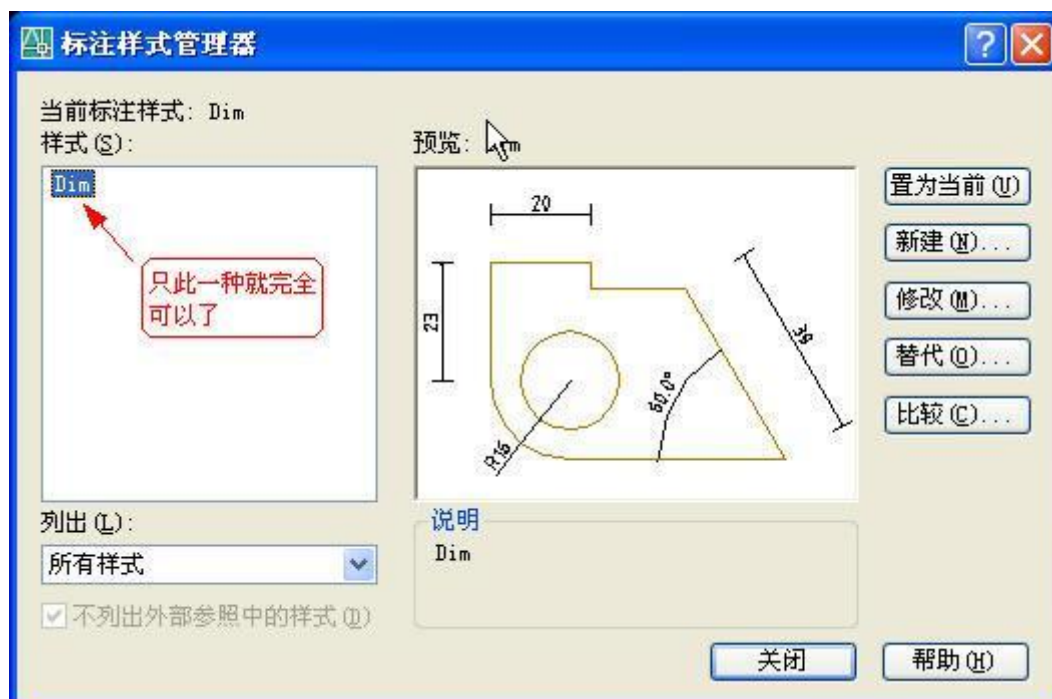 标注样式管理器
当前标注样式: Dim
样式(S):
Dim
只此一种就完全
可以了
列出(L):
所有样式
不列出外部参照中的样式(D)
预览:
20
23
39
60.0°
R16
说明
Dim
置为当前(U)
新建(N)...
修改(M)...
替代(O)...
比较(C)...
关闭
帮助(H)